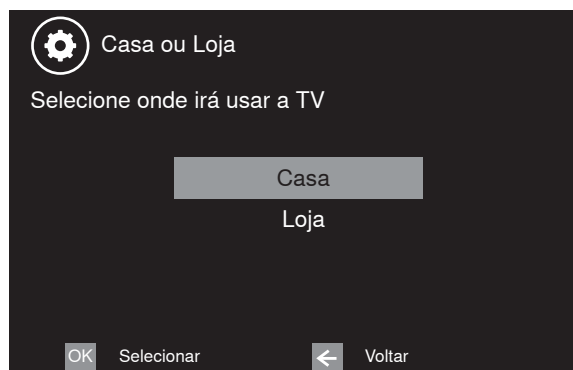 Casa ou Loja
Selecione onde irá usar a TV
Casa
Loja
OK Selecionar Voltar